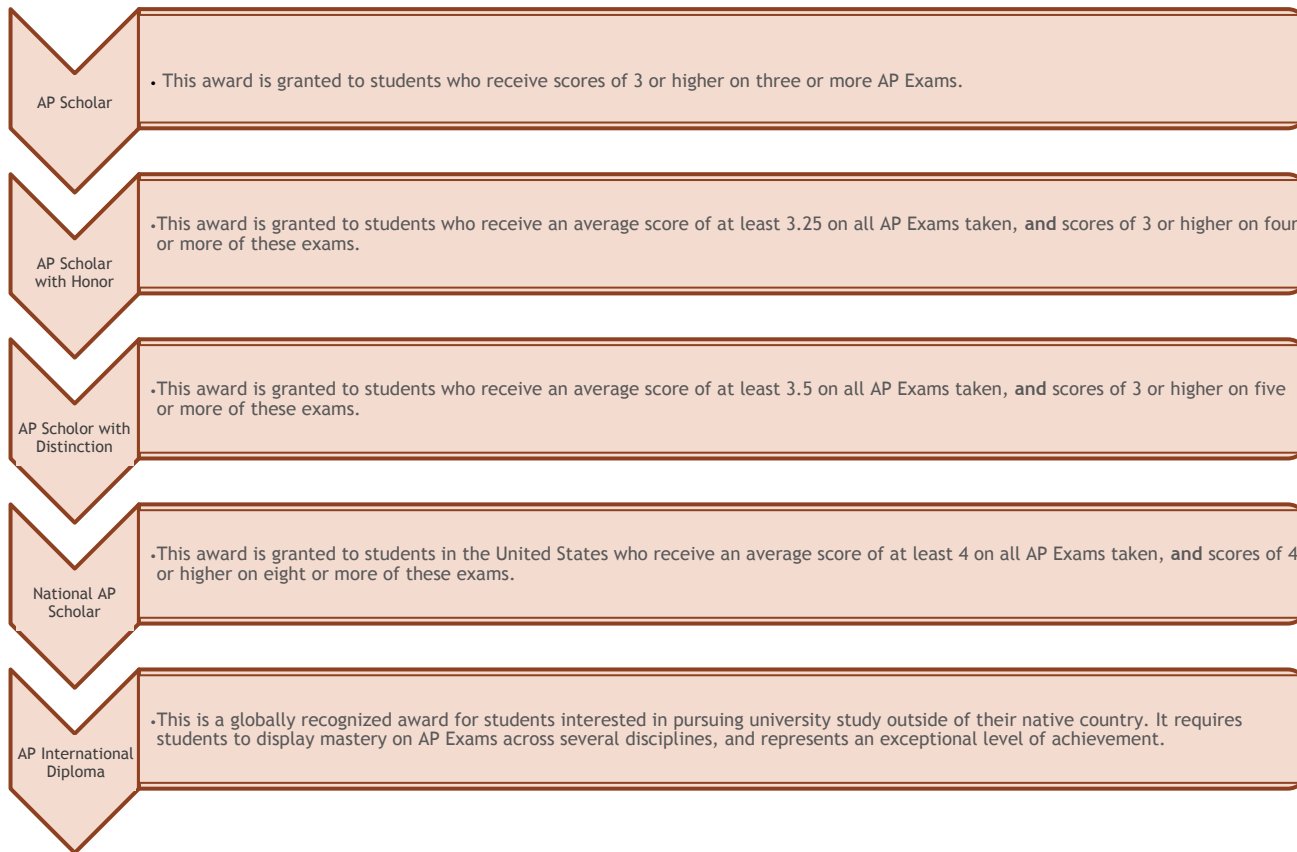 AP Scholar
• This award is granted to students who receive scores of 3 or higher on three or more AP Exams.
AP Scholar
with Honor
•This award is granted to students who receive an average score of at least 3.25 on all AP Exams taken, and scores of 3 or higher on four
or more of these exams.
AP Scholor with
Distinction
•This award is granted to students who receive an average score of at least 3.5 on all AP Exams taken, and scores of 3 or higher on five
or more of these exams.
National AP
Scholar
•This award is granted to students in the United States who receive an average score of at least 4 on all AP Exams taken, and scores of 4
or higher on eight or more of these exams.
AP International
Diploma
•This is a globally recognized award for students interested in pursuing university study outside of their native country. It requires
students to display mastery on AP Exams across several disciplines, and represents an exceptional level of achievement.